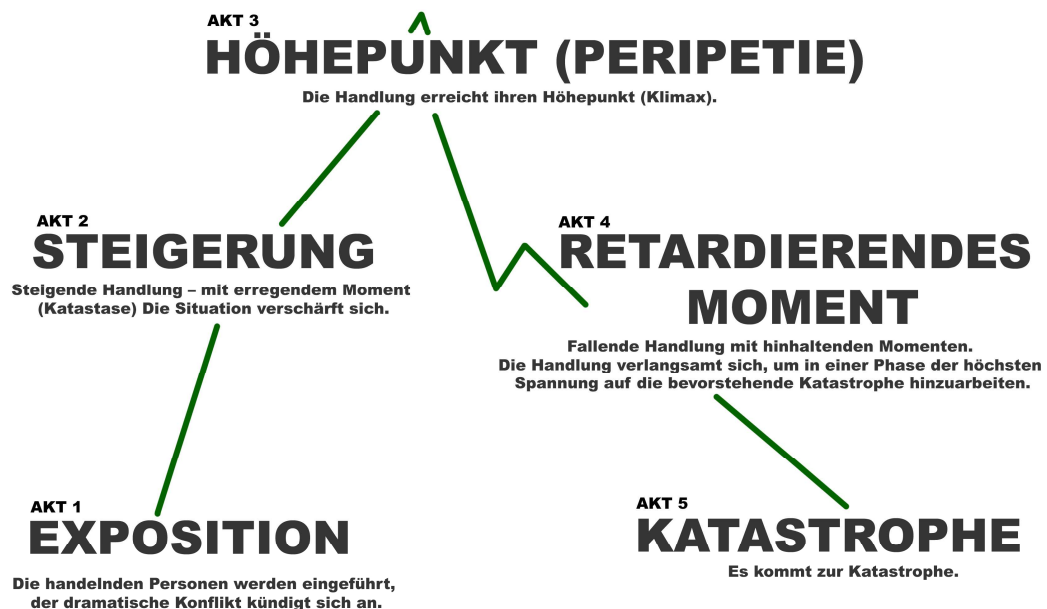 AKT 3
HÖHEPUNKT (PERIPETIE)
Die Handlung erreicht ihren Höhepunkt (Klimax).
AKT 2
STEIGERUNG
Steigende Handlung – mit erregendem Moment
(Katastase) Die Situation verschärft sich.
AKT 4
RETARDIERENDES
MOMENT
Fallende Handlung mit hinhaltenden Momenten.
Die Handlung verlangsamt sich, um in einer Phase der höchsten
Spannung auf die bevorstehende Katastrophe hinzuarbeiten.
AKT 1
EXPOSITION
Die handelnden Personen werden eingeführt,
der dramatische Konflikt kündigt sich an.
AKT 5
KATASTROPHE
Es kommt zur Katastrophe.